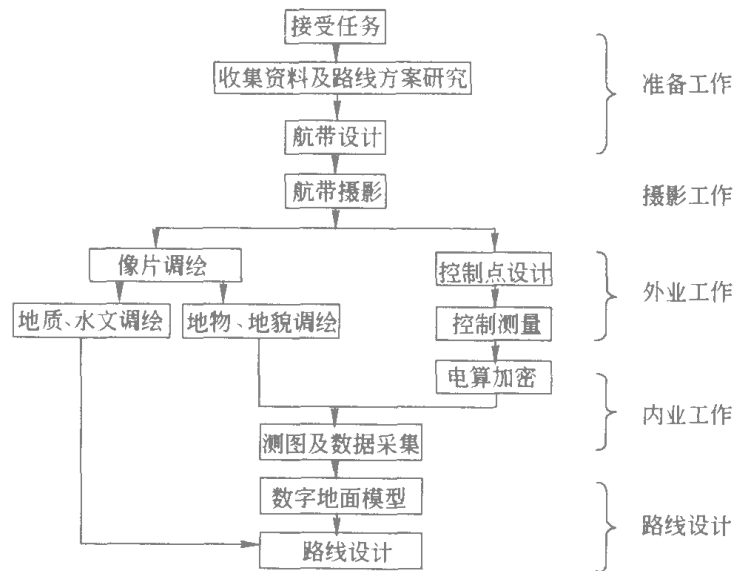 接受任务
收集资料及路线方案研究
准备工作
航带设计
航带摄影
摄影工作
像片调绘
控制点设计
外业工作
地质、水文调绘
地物、地貌调绘
控制测量
电算加密
内业工作
测图及数据采集
数字地面模型
路线设计
路线设计